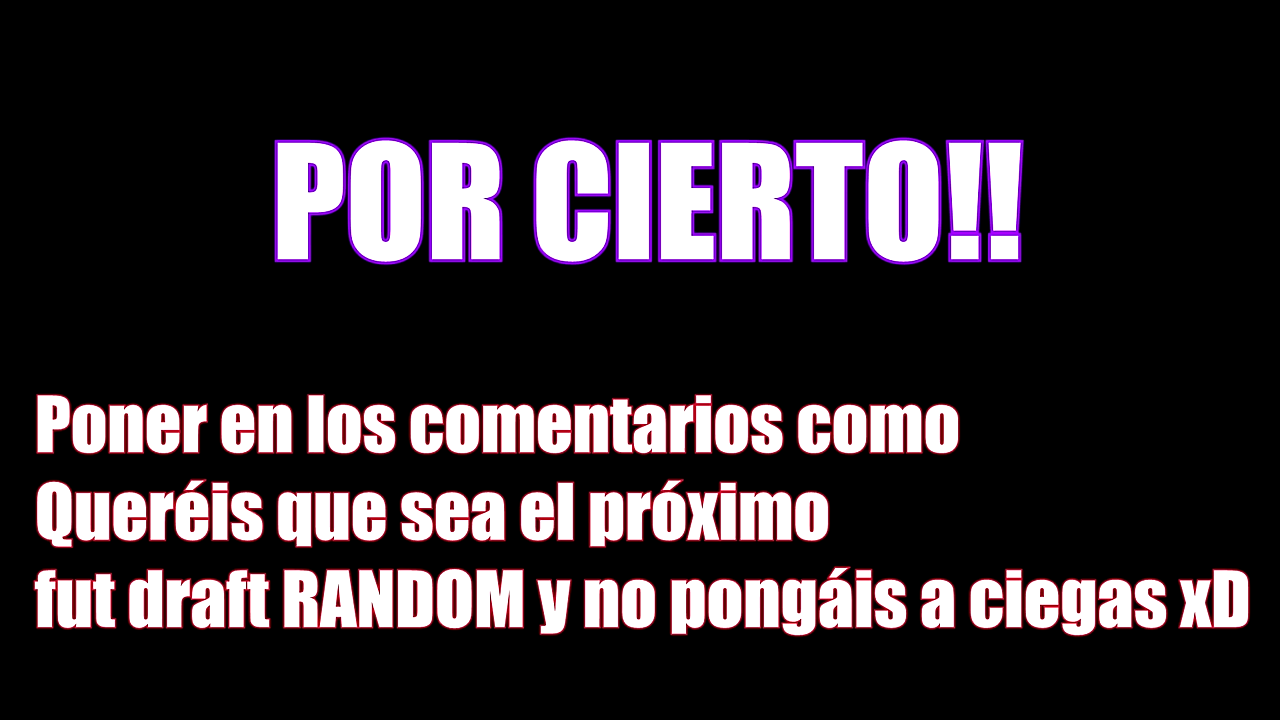 POR CIERTO!!
Poner en los comentarios como
Queréis que sea el próximo
fut draft RANDOM y no pongáis a ciegas xD